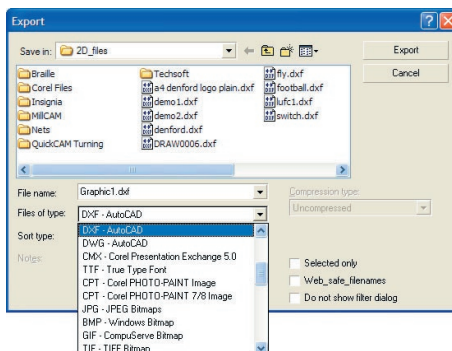 Export
Save in: 2D_files
Export
Cancel
Braille
Corel Files
Insignia
MillCAM
Nets
QuickCAM Turning
Techsoft
a4 denford logo plain.dxf
demo1.dxf
demo2.dxf
denford.dxf
DRAW0006.dxf
fly.dxf
football.dxf
lufc1.dxf
switch.dxf
File name: Graphic1.dxf
Compression type:
Uncompressed
Files of type: DXF - AutoCAD
Sort type:
Notes:
DXF - AutoCAD
DWG - AutoCAD
CMX - Corel Presentation Exchange 5.0
TTF - True Type Font
CPT - Corel PHOTO-PAINT Image
CPT - Corel PHOTO-PAINT 7/8 Image
JPG - JPEG Bitmaps
BMP - Windows Bitmap
GIF - CompuServe Bitmap
TIF - TIFF Bitmap
Selected only
Web_safe_filenames
Do not show filter dialog